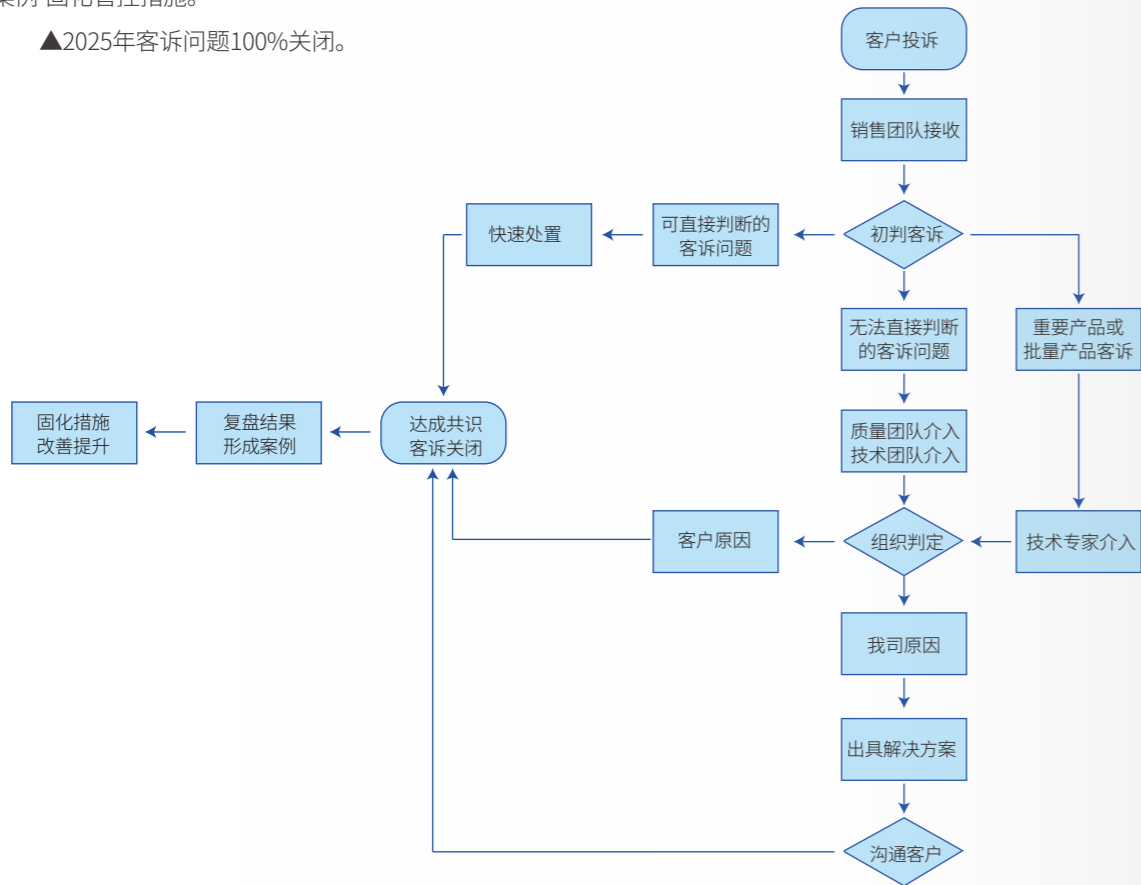 ▲2025年客诉问题100%关闭。
客户投诉
销售团队接收
初判客诉
可直接判断的
客诉问题
快速处置
无法直接判断
的客诉问题
重要产品或
批量产品客诉
质量团队介入
技术团队介入
技术专家介入
组织判定
客户原因
达成共识
客诉关闭
复盘结果
形成案例
固化措施
改善提升
我司原因
出具解决方案
沟通客户